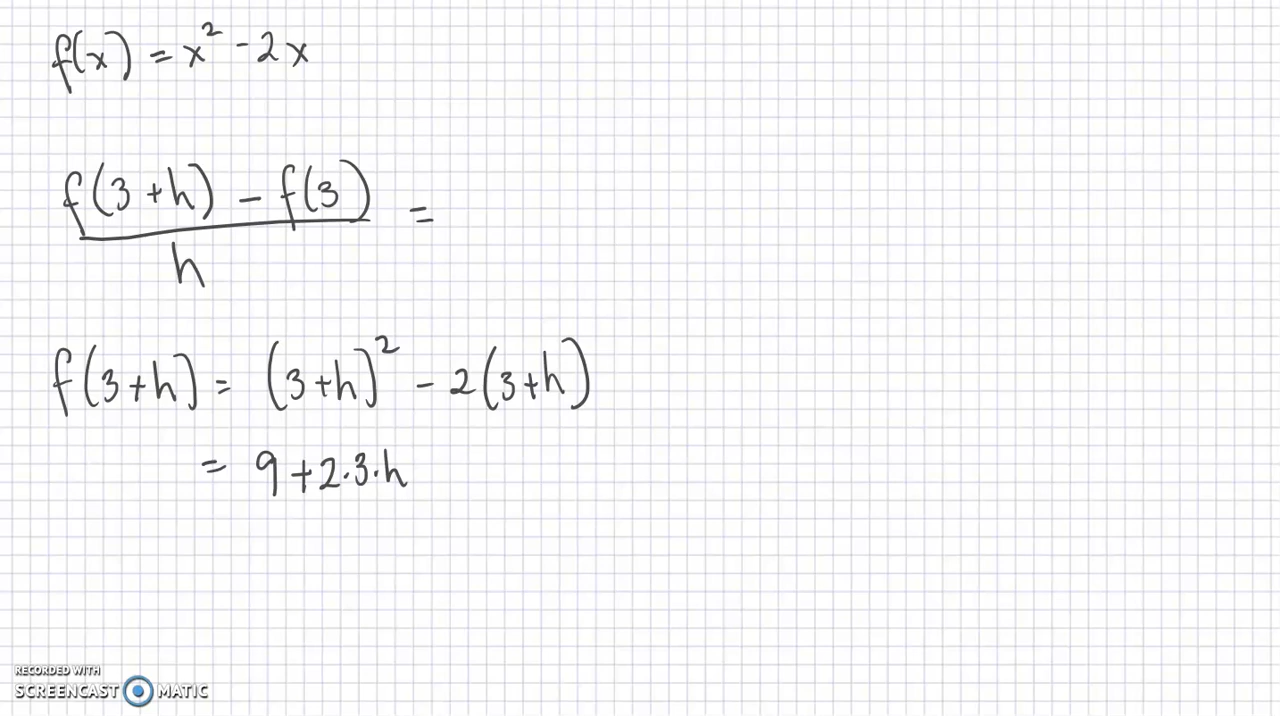 f(x) = x² - 2x
f(3+h) - f(3) =
h
f(3+h) = (3+h)² - 2(3+h)
= 9+2·3·h
RECORDED WITH
SCREENCAST MATIC